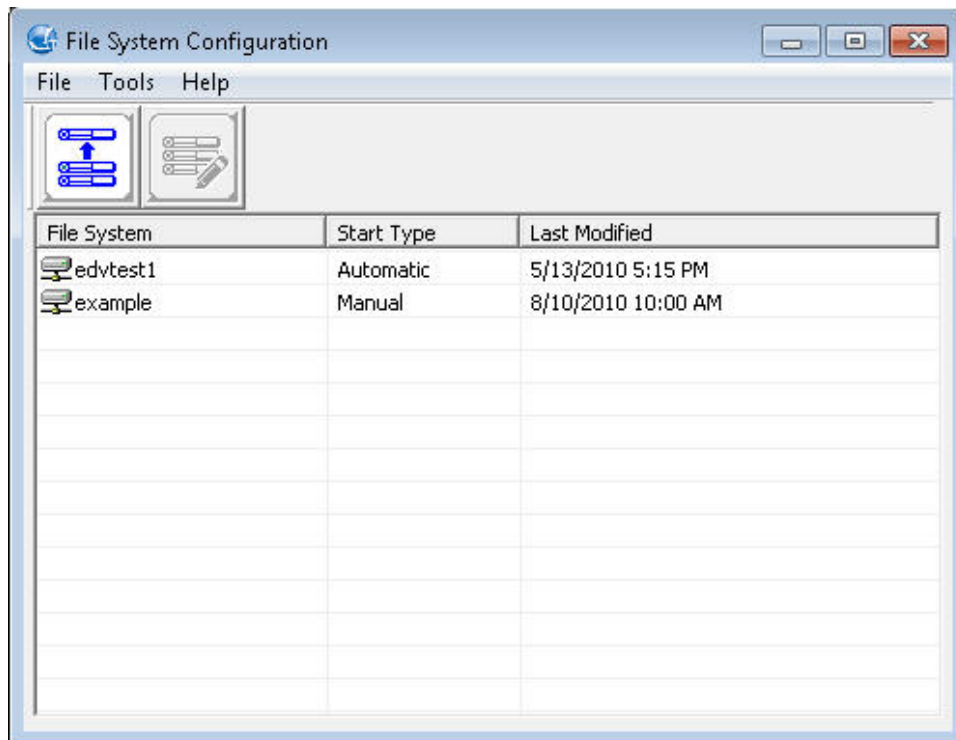 File System Configuration
File Tools Help
File System Start Type Last Modified
edvtest1 Automatic 5/13/2010 5:15 PM
example Manual 8/10/2010 10:00 AM